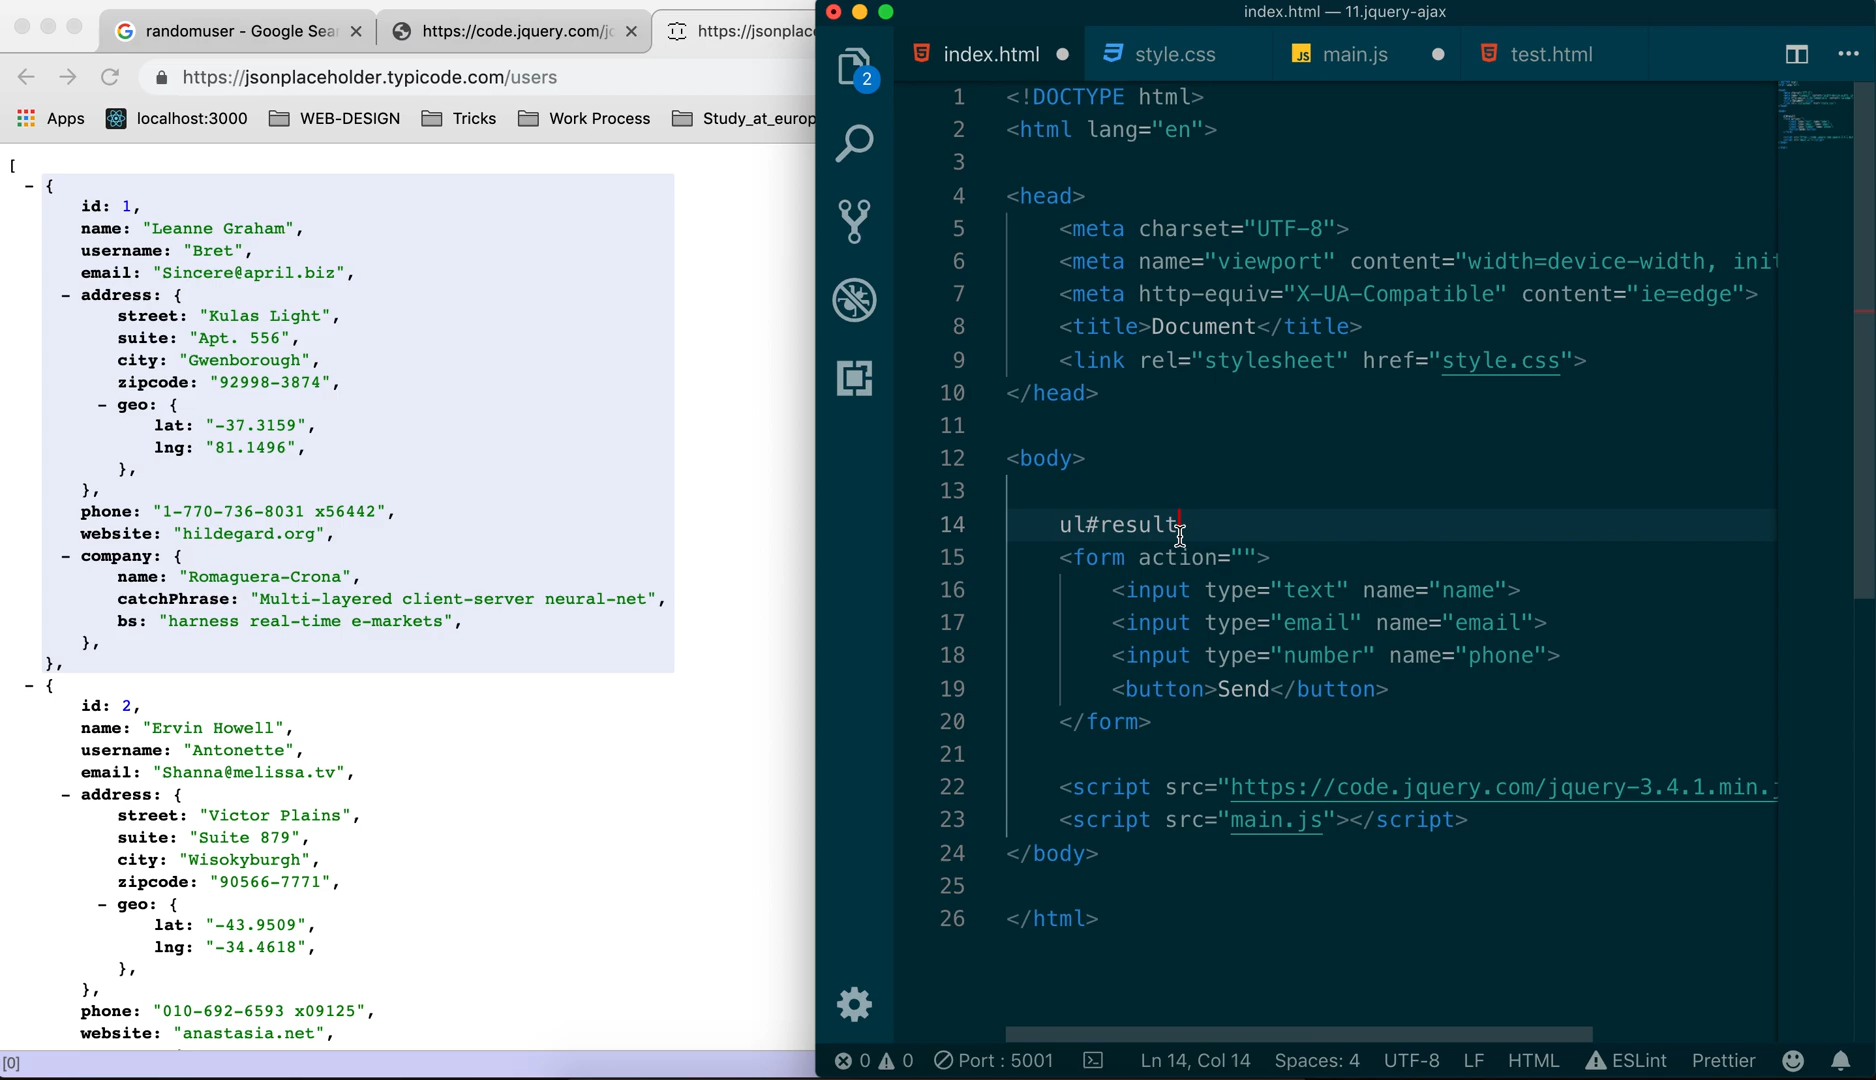 randomuser - Google Sea
https://code.jquery.com/jc
https://jsonplace
https://jsonplaceholder.typicode.com/users
Apps
localhost:3000
WEB-DESIGN
Tricks
Work Process
Study_at_europ
[
- {
id: 1,
name: "Leanne Graham",
username: "Bret",
email: "Sincere@april.biz",
- address: {
street: "Kulas Light",
suite: "Apt. 556",
city: "Gwenborough",
zipcode: "92998-3874",
- geo: {
lat: "-37.3159",
lng: "81.1496",
},
},
phone: "1-770-736-8031 x56442",
website: "hildegard.org",
- company: {
name: "Romaguera-Crona",
catchPhrase: "Multi-layered client-server neural-net",
bs: "harness real-time e-markets",
},
},
- {
id: 2,
name: "Ervin Howell",
username: "Antonette",
email: "Shanna@melissa.tv",
- address: {
street: "Victor Plains",
suite: "Suite 879",
city: "Wisokyburgh",
zipcode: "90566-7771",
- geo: {
lat: "-43.9509",
lng: "-34.4618",
},
},
phone: "010-692-6593 x09125",
website: "anastasia.net",
[0]
index.html — 11.jquery-ajax
2
index.html
style.css
JS main.js
test.html
1 <!DOCTYPE html>
2 <html lang="en">
3
4 <head>
5 <meta charset="UTF-8">
6 <meta name="viewport" content="width=device-width, init
7 <meta http-equiv="X-UA-Compatible" content="ie=edge">
8 <title>Document</title>
9 <link rel="stylesheet" href="style.css">
10 </head>
11
12 <body>
13
14 ul#result
15 <form action="">
16 <input type="text" name="name">
17 <input type="email" name="email">
18 <input type="number" name="phone">
19 <button>Send</button>
20 </form>
21
22 <script src="https://code.jquery.com/jquery-3.4.1.min.j
23 <script src="main.js"></script>
24 </body>
25
26 </html>
0 0 Port : 5001 Ln 14, Col 14 Spaces: 4 UTF-8 LF HTML ESLint Prettier